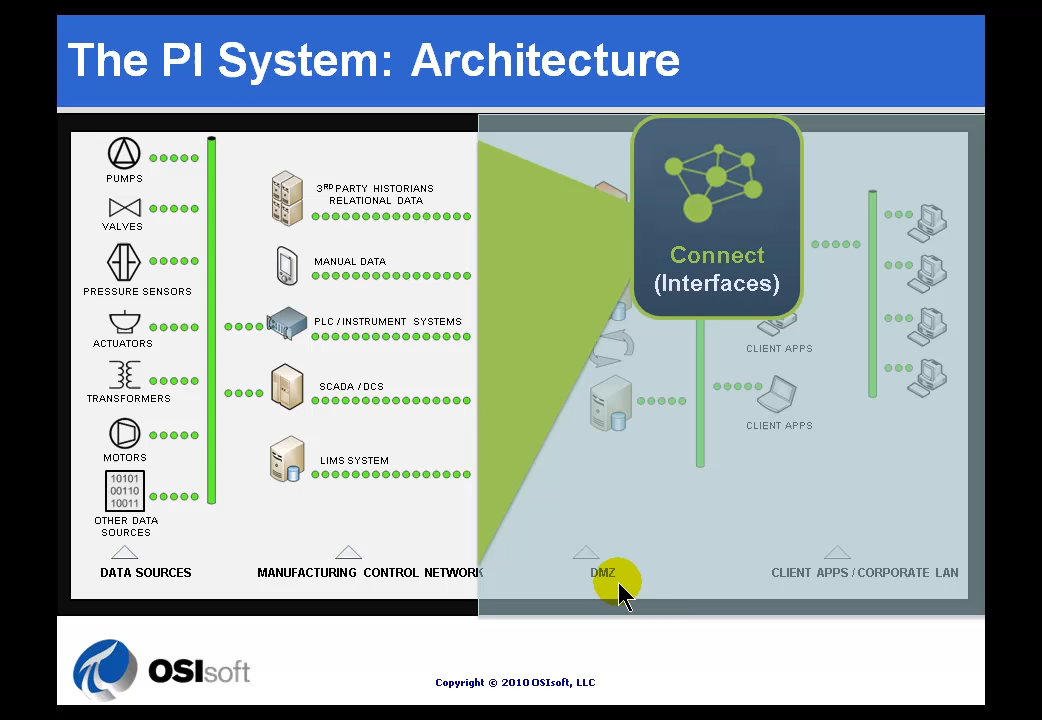 The PI System: Architecture
PUMPS
VALVES
PRESSURE SENSORS
ACTUATORS
TRANSFORMERS
MOTORS
10101
00110
10011
OTHER DATA
SOURCES
DATA SOURCES
3RD PARTY HISTORIANS
RELATIONAL DATA
MANUAL DATA
PLC / INSTRUMENT SYSTEMS
SCADA / DCS
LIMS SYSTEM
MANUFACTURING CONTROL NETWORK
Connect
(Interfaces)
DMZ
CLIENT APPS
CLIENT APPS
CLIENT APPS / CORPORATE LAN
OSIsoft
Copyright © 2010 OSIsoft, LLC